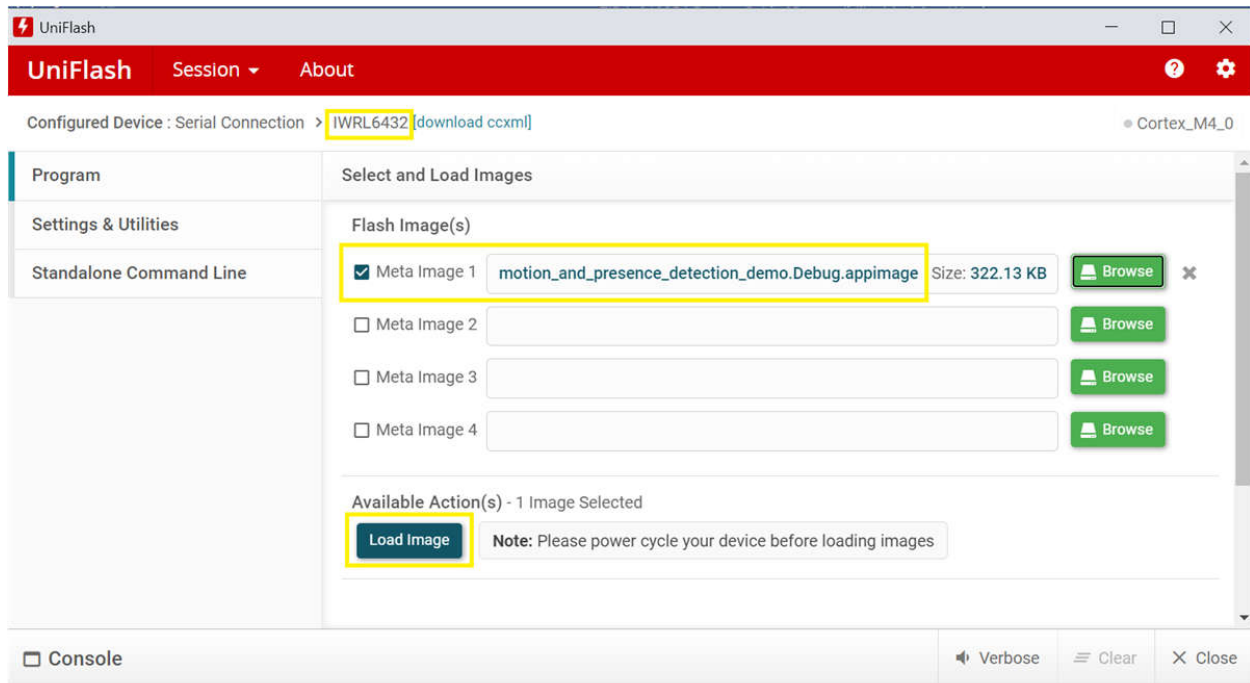 UniFlash
UniFlash Session About
Configured Device : Serial Connection > IWRL6432 [download ccxml] Cortex_M4_0
Program
Settings & Utilities
Standalone Command Line
Select and Load Images
Flash Image(s)
Meta Image 1 motion_and_presence_detection_demo.Debug.appimage Size: 322.13 KB Browse
Meta Image 2 Browse
Meta Image 3 Browse
Meta Image 4 Browse
Available Action(s) - 1 Image Selected
Load Image Note: Please power cycle your device before loading images
Console Verbose Clear Close